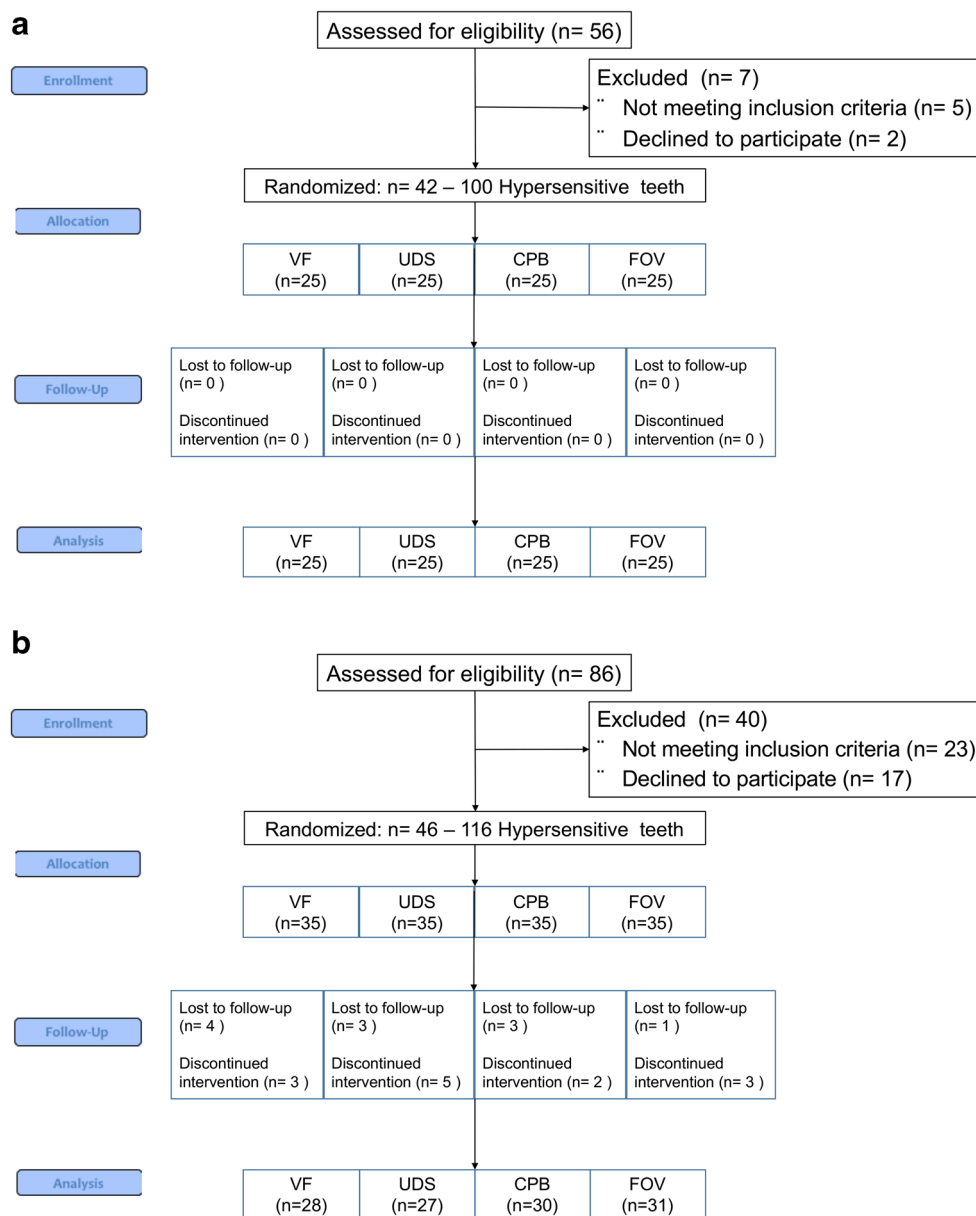 a
Assessed for eligibility (n= 56)
Enrollment
Excluded (n= 7)
¨ Not meeting inclusion criteria (n= 5)
¨ Declined to participate (n= 2)
Randomized: n= 42 – 100 Hypersensitive teeth
Allocation
VF
(n=25)
UDS
(n=25)
CPB
(n=25)
FOV
(n=25)
Follow-Up
Lost to follow-up
(n= 0 )
Discontinued
intervention (n= 0 )
Lost to follow-up
(n= 0 )
Discontinued
intervention (n= 0 )
Lost to follow-up
(n= 0 )
Discontinued
intervention (n= 0 )
Lost to follow-up
(n= 0 )
Discontinued
intervention (n= 0 )
Analysis
VF
(n=25)
UDS
(n=25)
CPB
(n=25)
FOV
(n=25)
b
Assessed for eligibility (n= 86)
Enrollment
Excluded (n= 40)
¨ Not meeting inclusion criteria (n= 23)
¨ Declined to participate (n= 17)
Randomized: n= 46 – 116 Hypersensitive teeth
Allocation
VF
(n=35)
UDS
(n=35)
CPB
(n=35)
FOV
(n=35)
Follow-Up
Lost to follow-up
(n= 4 )
Discontinued
intervention (n= 3 )
Lost to follow-up
(n= 3 )
Discontinued
intervention (n= 5 )
Lost to follow-up
(n= 3 )
Discontinued
intervention (n= 2 )
Lost to follow-up
(n= 1 )
Discontinued
intervention (n= 3 )
Analysis
VF
(n=28)
UDS
(n=27)
CPB
(n=30)
FOV
(n=31)